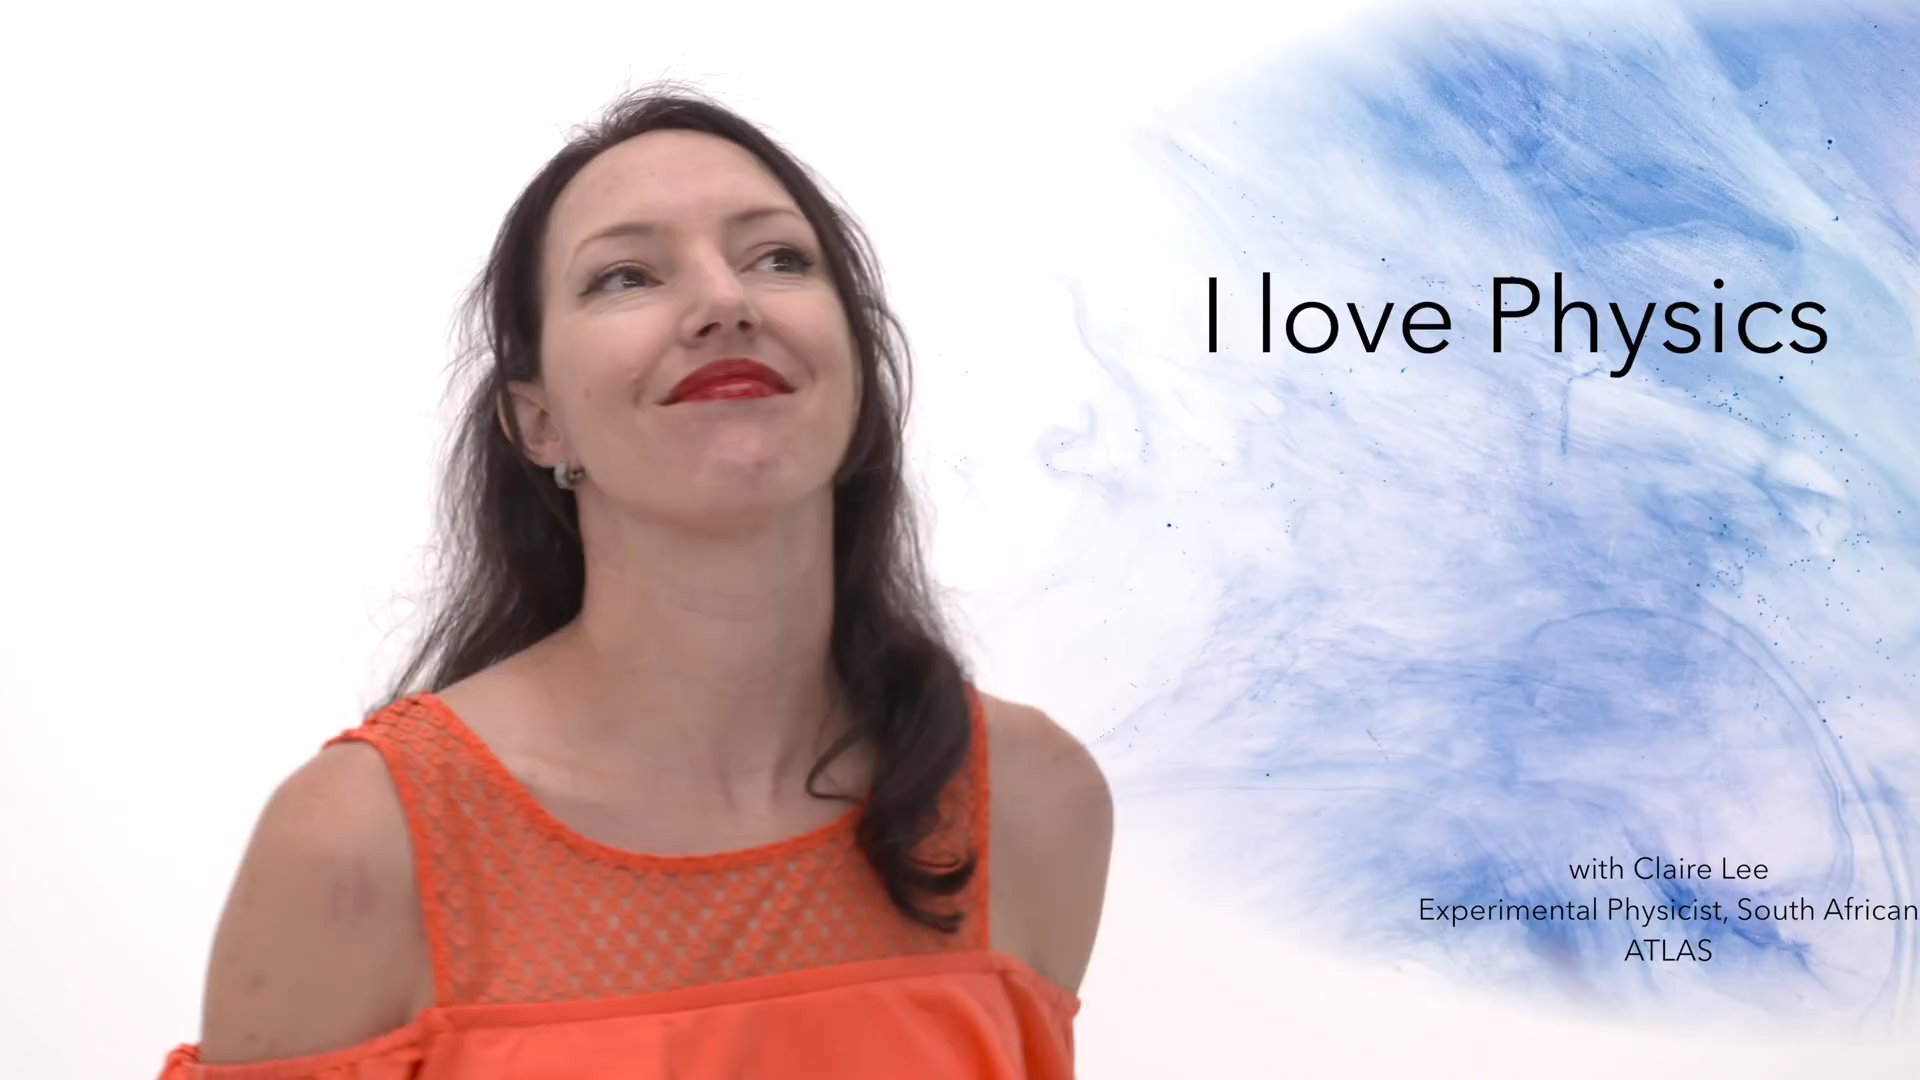 I love Physics
with Claire Lee
Experimental Physicist, South African
ATLAS